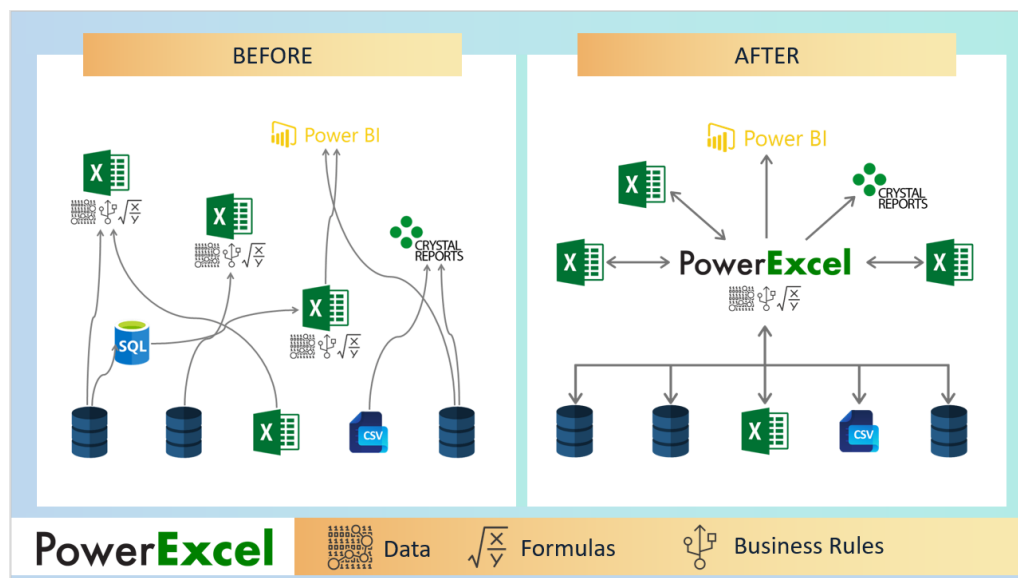 BEFORE
Power BI
CRYSTAL
REPORTS
SQL
CSV
X
X
X
X
X
Y
X
Y
X
Y
AFTER
Power BI
CRYSTAL
REPORTS
PowerExcel
CSV
X
X
X
X
X
Y
PowerExcel
Data
X
Y
Formulas
Business Rules